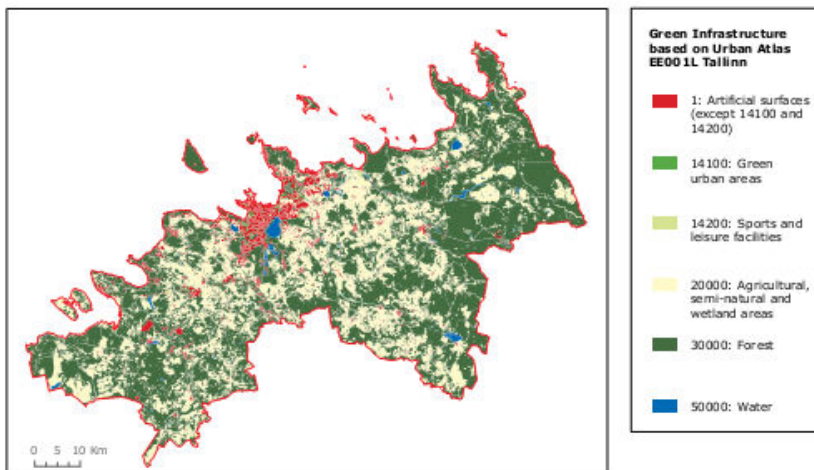 Green Infrastructure
based on Urban Atlas
EE001L Tallinn
1: Artificial surfaces
(except 14100 and
14200)
14100: Green
urban areas
14200: Sports and
leisure facilities
20000: Agricultural,
semi-natural and
wetland areas
30000: Forest
50000: Water
0 5 10 Km